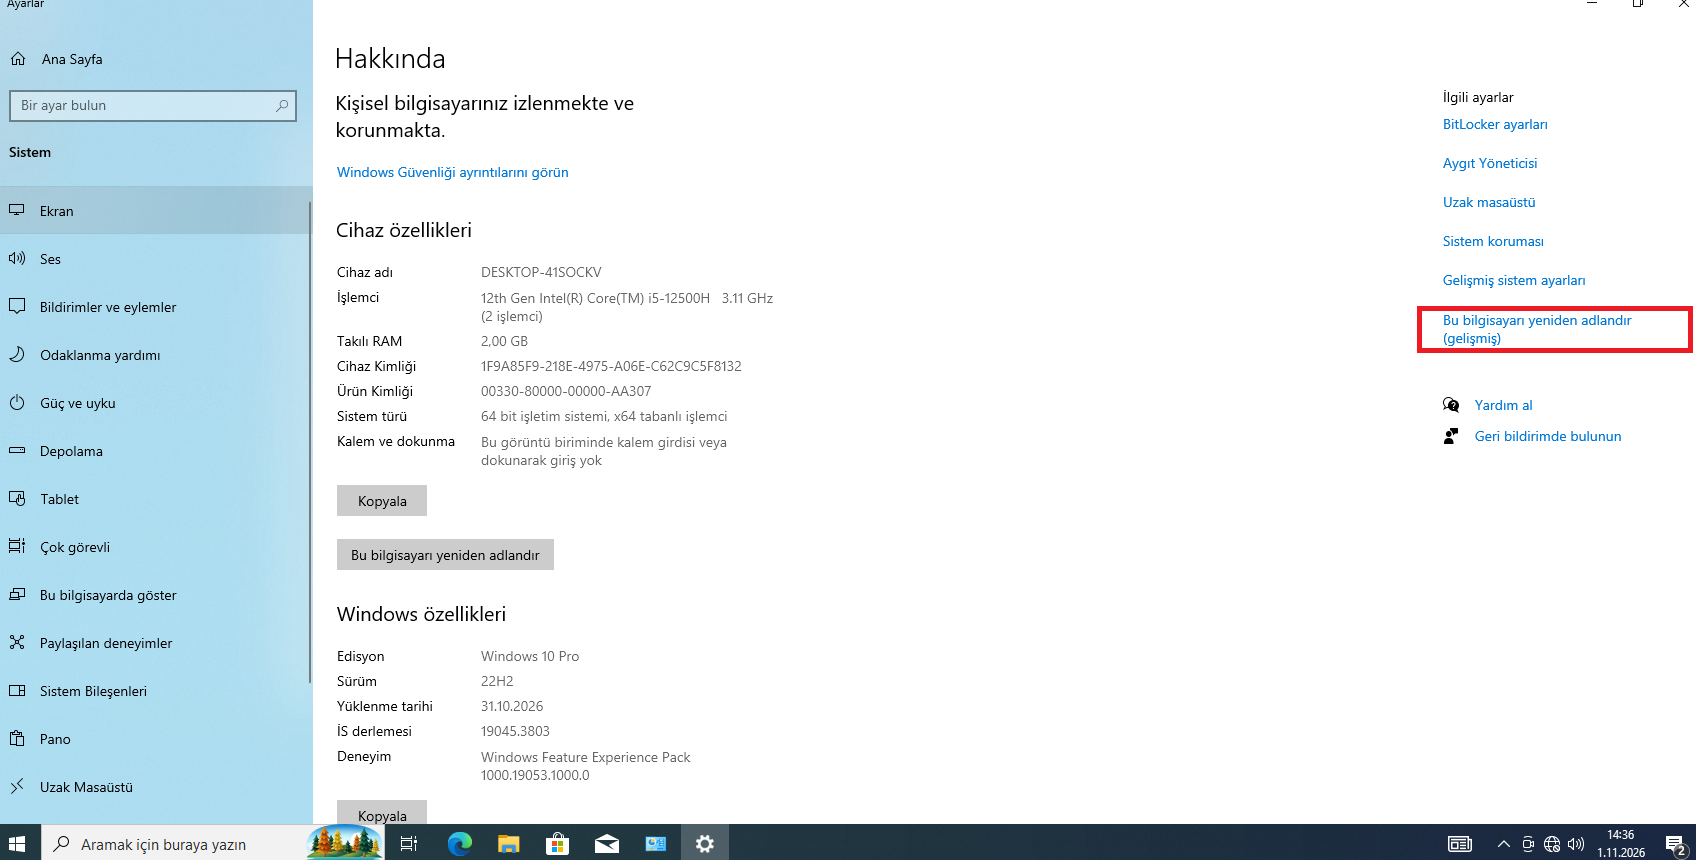 Ayarlar
Ana Sayfa
Bir ayar bulun
Sistem
Ekran
Ses
Bildirimler ve eylemler
Odaklanma yardımı
Güç ve uyku
Depolama
Tablet
Çok görevli
Bu bilgisayarda göster
Paylaşılan deneyimler
Sistem Bileşenleri
Pano
Uzak Masaüstü
Hakkında
Kişisel bilgisayarınız izlenmekte ve
korunmakta.
Windows Güvenliği ayrıntılarını görün
Cihaz özellikleri
Cihaz adı DESKTOP-41SOCKV
İşlemci 12th Gen Intel(R) Core(TM) i5-12500H 3.11 GHz
(2 işlemci)
Takılı RAM 2,00 GB
Cihaz Kimliği 1F9A85F9-218E-4975-A06E-C62C9C5F8132
Ürün Kimliği 00330-80000-00000-AA307
Sistem türü 64 bit işletim sistemi, x64 tabanlı işlemci
Kalem ve dokunma Bu görüntü biriminde kalem girdisi veya
dokunarak giriş yok
Kopyala
Bu bilgisayarı yeniden adlandır
Windows özellikleri
Edisyon Windows 10 Pro
Sürüm 22H2
Yüklenme tarihi 31.10.2026
İS derlemesi 19045.3803
Deneyim Windows Feature Experience Pack
1000.19053.1000.0
Kopyala
İlgili ayarlar
BitLocker ayarları
Aygıt Yöneticisi
Uzak masaüstü
Sistem koruması
Gelişmiş sistem ayarları
Bu bilgisayarı yeniden adlandır
(gelişmiş)
Yardım al
Geri bildirimde bulunun
Aramak için buraya yazın
14:36
1.11.2026
2